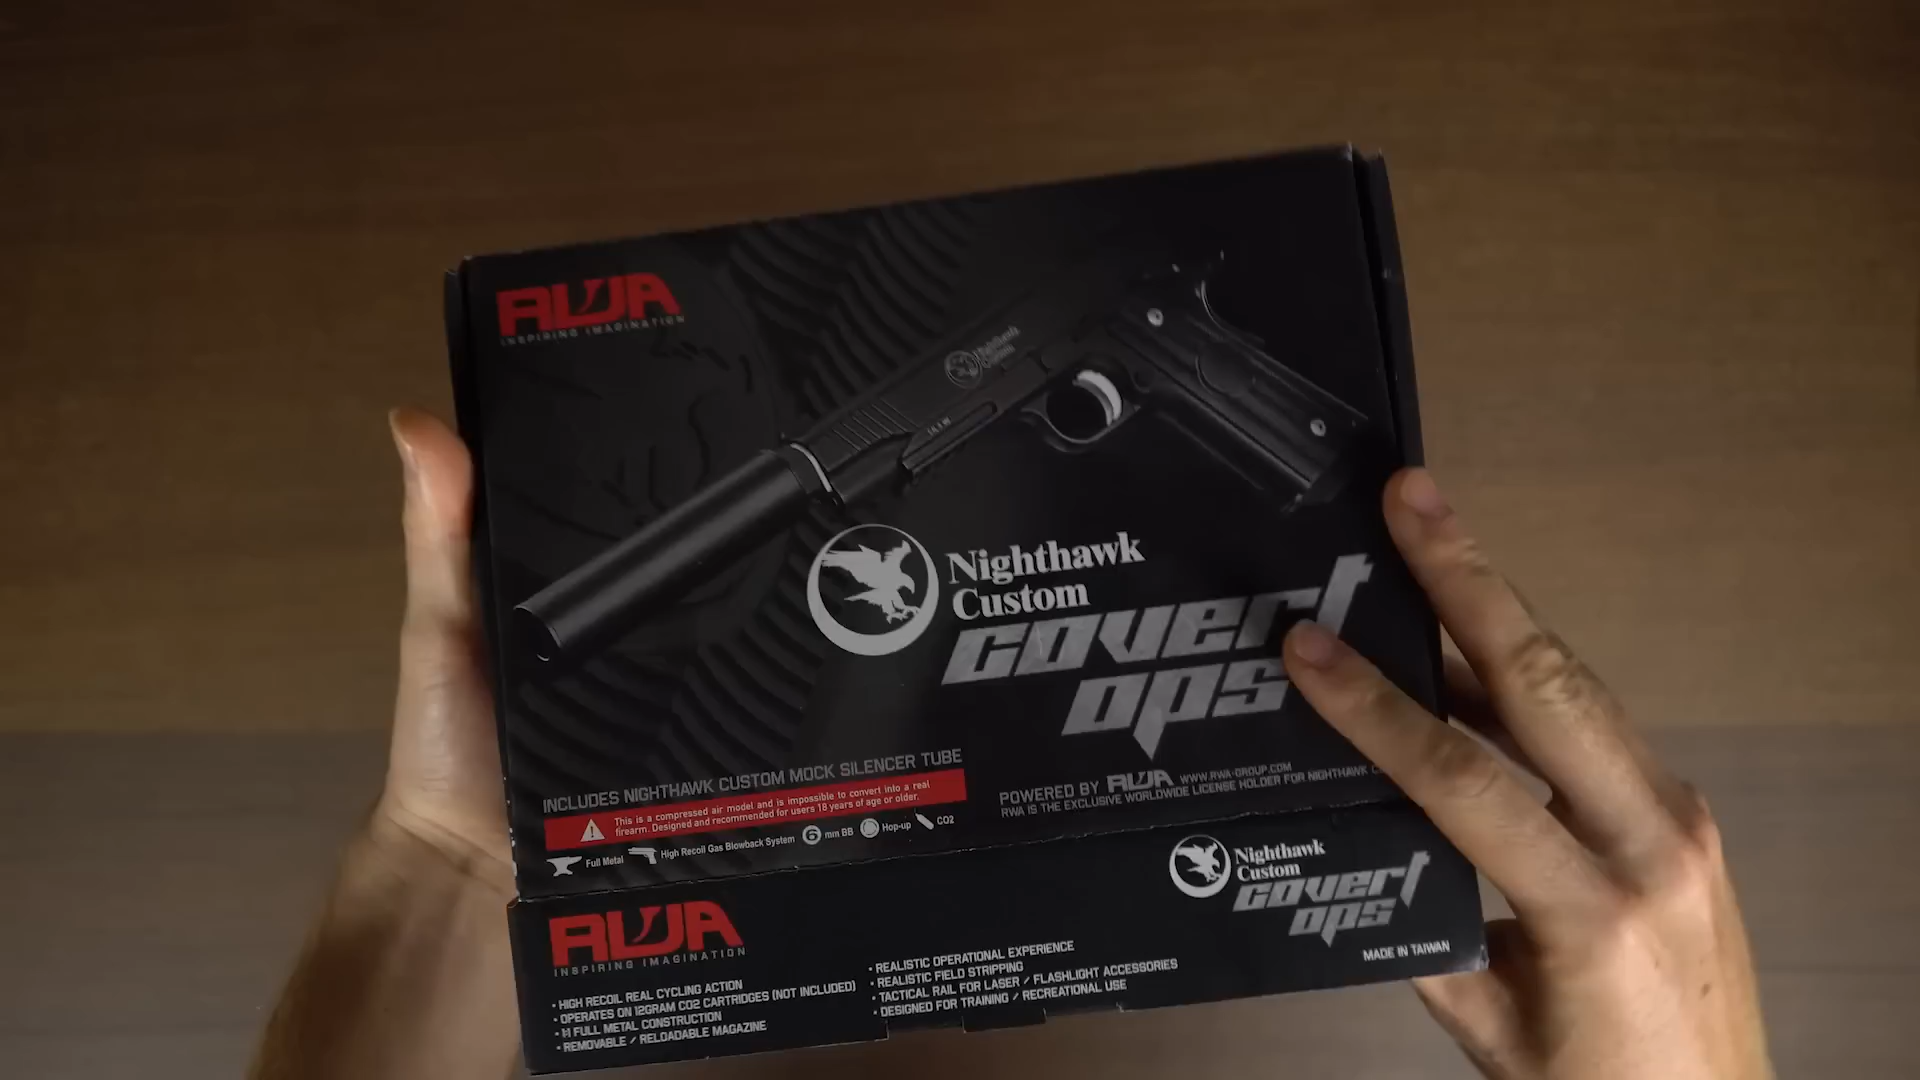 RWA
INSPIRING IMAGINATION
Nighthawk
Custom
Nighthawk
Custom
covert
ops
INCLUDES NIGHTHAWK CUSTOM MOCK SILENCER TUBE
This is a compressed air model and is impossible to convert into a real
firearm. Designed and recommended for users 18 years of age or older.
Full Metal High Recoil Gas Blowback System 6 mm BB Hop-up CO2
POWERED BY RWA WWW.RWA-GROUP.COM
RWA IS THE EXCLUSIVE WORLDWIDE LICENSE HOLDER FOR NIGHTHAWK
RWA
INSPIRING IMAGINATION
• HIGH RECOIL REAL CYCLING ACTION
• OPERATES ON 12GRAM CO2 CARTRIDGES (NOT INCLUDED)
• 1:1 FULL METAL CONSTRUCTION
• REMOVABLE / RELOADABLE MAGAZINE
• REALISTIC OPERATIONAL EXPERIENCE
• REALISTIC FIELD STRIPPING
• TACTICAL RAIL FOR LASER / FLASHLIGHT ACCESSORIES
• DESIGNED FOR TRAINING / RECREATIONAL USE
Nighthawk
Custom
covert
ops
MADE IN TAIWAN